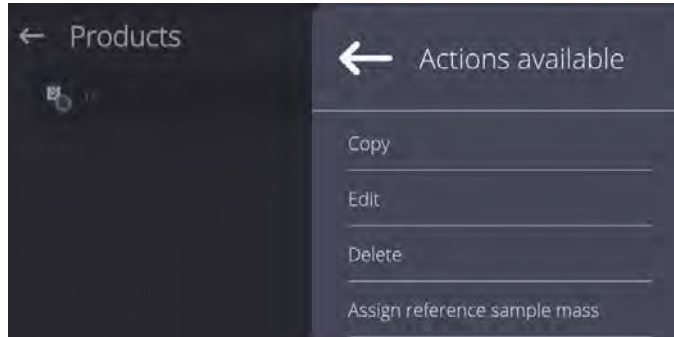 ← Products
← Actions available
Copy
Edit
Delete
Assign reference sample mass